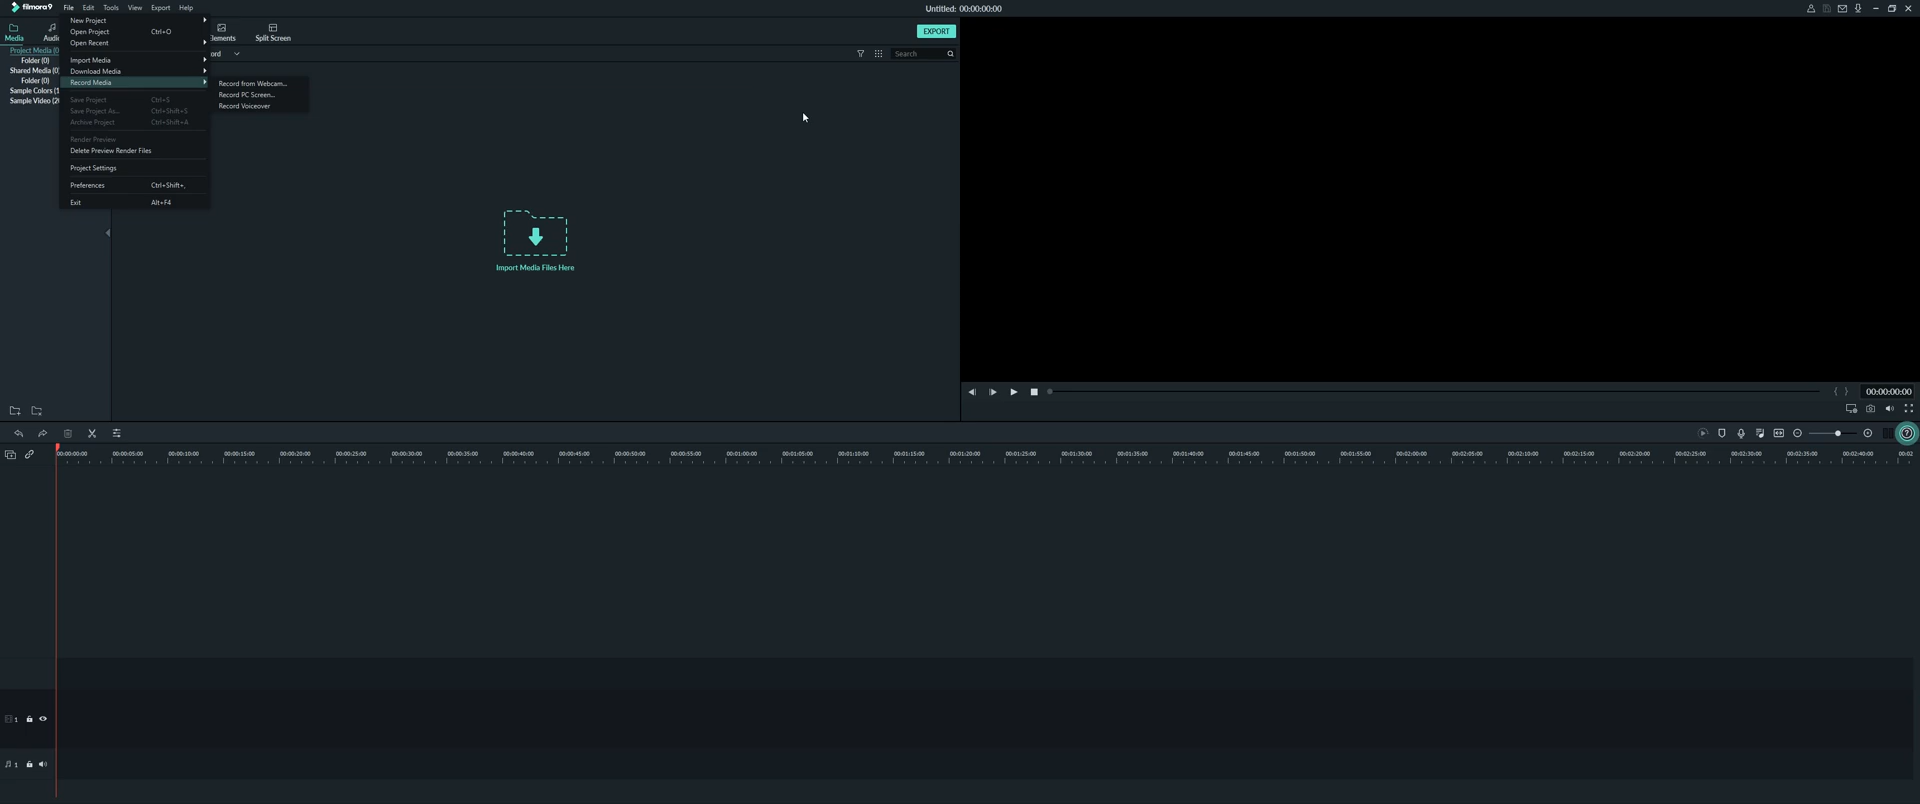 filmora9 File Edit Tools View Export Help
Untitled: 00:00:00:00
Media Audio Elements Split Screen
EXPORT
New Project
Open Project Ctrl+O
Open Recent
Import Media
Download Media
Record Media
Save Project Ctrl+S
Save Project As... Ctrl+Shift+S
Archive Project Ctrl+Shift+A
Render Preview
Delete Preview Render Files
Project Settings
Preferences Ctrl+Shift+,
Exit Alt+F4
Record from Webcam...
Record PC Screen...
Record Voiceover
Project Media (0
Folder (0)
Shared Media (0)
Folder (0)
Sample Colors (1
Sample Video (20
ord
Search
Import Media Files Here
{ } 00:00:00:00
00:00:00:00 00:00:05:00 00:00:10:00 00:00:15:00 00:00:20:00 00:00:25:00 00:00:30:00 00:00:35:00 00:00:40:00 00:00:45:00 00:00:50:00 00:00:55:00 00:01:00:00 00:01:05:00 00:01:10:00 00:01:15:00 00:01:20:00 00:01:25:00 00:01:30:00 00:01:35:00 00:01:40:00 00:01:45:00 00:01:50:00 00:01:55:00 00:02:00:00 00:02:05:00 00:02:10:00 00:02:15:00 00:02:20:00 00:02:25:00 00:02:30:00 00:02:35:00 00:02:40:00 00:02
1
1